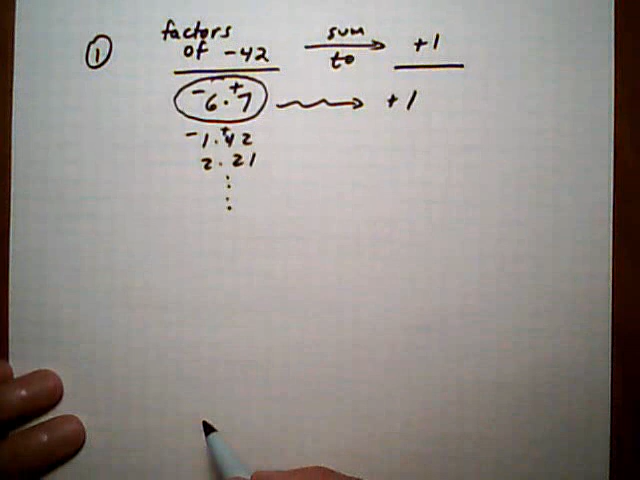 ① factors of -42 sum to +1
-6 · +7 +1
-1 · +42
2 · 21